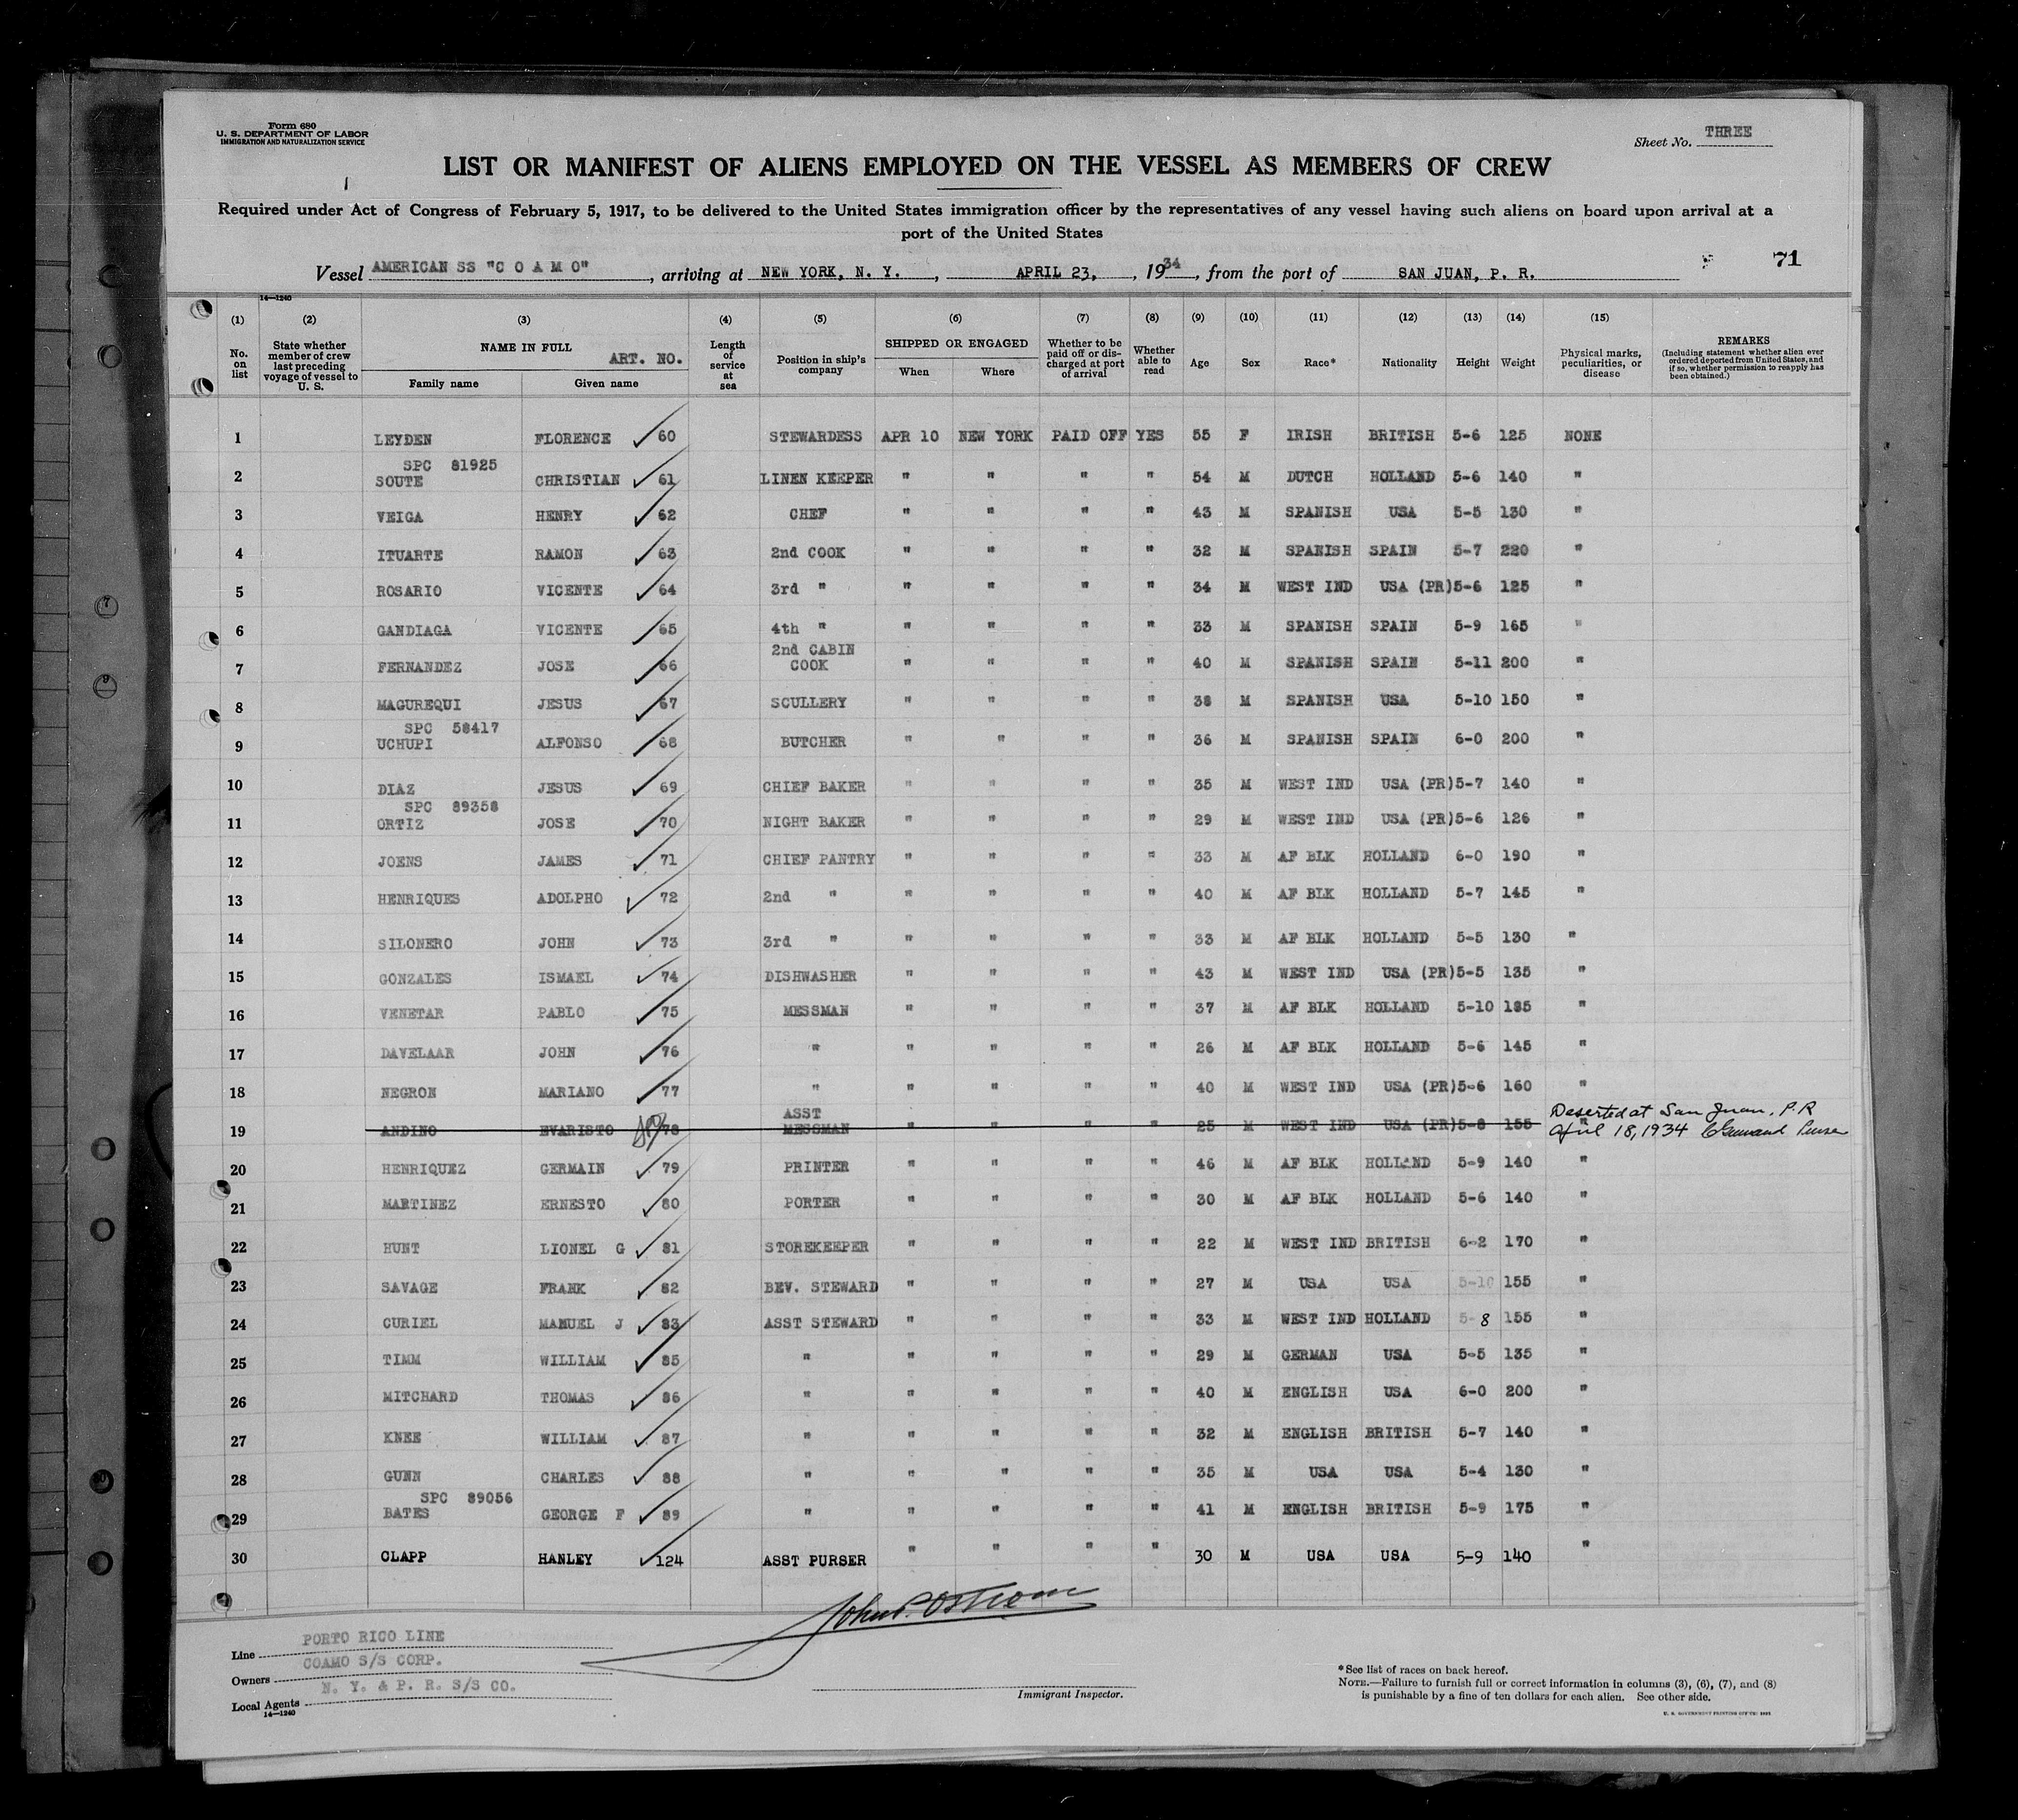 Form 680
U. S. DEPARTMENT OF LABOR
IMMIGRATION AND NATURALIZATION SERVICE
Sheet No. THREE
LIST OR MANIFEST OF ALIENS EMPLOYED ON THE VESSEL AS MEMBERS OF CREW
Required under Act of Congress of February 5, 1917, to be delivered to the United States immigration officer by the representatives of any vessel having such aliens on board upon arrival at a
port of the United States
Vessel AMERICAN SS "C O A M O", arriving at NEW YORK, N. Y., APRIL 23, 1934, from the port of SAN JUAN, P. R.
71
14—1240
(1) (2) (3) (4) (5) (6) (7) (8) (9) (10) (11) (12) (13) (14) (15)
No. on list
State whether member of crew last preceding voyage of vessel to U. S.
NAME IN FULL ART. NO.
Family name Given name
Length of service at sea
Position in ship's company
SHIPPED OR ENGAGED
When Where
Whether to be paid off or discharged at port of arrival
Whether able to read
Age Sex Race* Nationality Height Weight
Physical marks, peculiarities, or disease
REMARKS
(Including statement whether alien ever ordered deported from United States, and if so, whether permission to reapply has been obtained.)
1 LEYDEN FLORENCE 60 STEWARDESS APR 10 NEW YORK PAID OFF YES 55 F IRISH BRITISH 5-6 125 NONE
SPC 81925
2 SOUTE CHRISTIAN 61 LINEN KEEPER " " " " 54 M DUTCH HOLLAND 5-6 140 "
3 VEIGA HENRY 62 CHEF " " " " 43 M SPANISH USA 5-5 130 "
4 ITUARTE RAMON 63 2nd COOK " " " " 32 M SPANISH SPAIN 5-7 220 "
5 ROSARIO VICENTE 64 3rd " " " " " 34 M WEST IND USA (PR) 5-6 125 "
6 GANDIAGA VICENTE 65 4th " " " " " 33 M SPANISH SPAIN 5-9 165 "
7 FERNANDEZ JOSE 66 2nd CABIN COOK " " " " 40 M SPANISH SPAIN 5-11 200 "
8 MAGUREQUI JESUS 67 SCULLERY " " " " 38 M SPANISH USA 5-10 150 "
SPC 58417
9 UCHUPI ALFONSO 68 BUTCHER " " " " 36 M SPANISH SPAIN 6-0 200 "
10 DIAZ JESUS 69 CHIEF BAKER " " " " 35 M WEST IND USA (PR) 5-7 140 "
SPC 89358
11 ORTIZ JOSE 70 NIGHT BAKER " " " " 29 M WEST IND USA (PR) 5-6 126 "
12 JOENS JAMES 71 CHIEF PANTRY " " " " 33 M AF BLK HOLLAND 6-0 190 "
13 HENRIQUES ADOLPHO 72 2nd " " " " " 40 M AF BLK HOLLAND 5-7 145 "
14 SILONERO JOHN 73 3rd " " " " " 33 M AF BLK HOLLAND 5-5 130 "
15 GONZALES ISMAEL 74 DISHWASHER " " " " 43 M WEST IND USA (PR) 5-5 135 "
16 VENETAR PABLO 75 MESSMAN " " " " 37 M AF BLK HOLLAND 5-10 185 "
17 DAVELAAR JOHN 76 " " " " " 26 M AF BLK HOLLAND 5-6 145 "
18 NEGRON MARIANO 77 " " " " " 40 M WEST IND USA (PR) 5-6 160 "
19 ANDINO EVARISTO 78 ASST MESSMAN " " " " 25 M WEST IND USA (PR) 5-8 155 "
Deserted at San Juan, P.R
April 18, 1934 Purser
20 HENRIQUEZ GERMAIN 79 PRINTER " " " " 46 M AF BLK HOLLAND 5-9 140 "
21 MARTINEZ ERNESTO 80 PORTER " " " " 30 M AF BLK HOLLAND 5-6 140 "
22 HUNT LIONEL G 81 STOREKEEPER " " " " 22 M WEST IND BRITISH 6-2 170 "
23 SAVAGE FRANK 82 BEV. STEWARD " " " " 27 M USA USA 5-10 155 "
24 CURIEL MANUEL J 83 ASST STEWARD " " " " 33 M WEST IND HOLLAND 5-8 155 "
25 TIMM WILLIAM 85 " " " " " 29 M GERMAN USA 5-5 135 "
26 MITCHARD THOMAS 86 " " " " " 40 M ENGLISH USA 6-0 200 "
27 KNEE WILLIAM 87 " " " " " 32 M ENGLISH BRITISH 5-7 140 "
28 GUNN CHARLES 88 " " " " " 35 M USA USA 5-4 130 "
SPC 89056
29 BATES GEORGE F 89 " " " " " 41 M ENGLISH BRITISH 5-9 175 "
30 CLAPP HANLEY 124 ASST PURSER " " " " 30 M USA USA 5-9 140 "
John P. Ostrom
Line PORTO RICO LINE
Owners COAMO S/S CORP.
Local Agents N. Y. & P. R. S/S CO.
14—1240
Immigrant Inspector.
*See list of races on back hereof.
NOTE.—Failure to furnish full or correct information in columns (3), (6), (7), and (8)
is punishable by a fine of ten dollars for each alien. See other side.